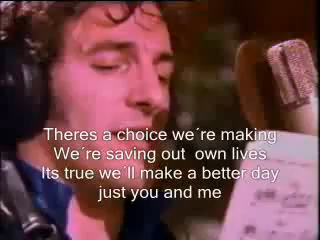 Theres a choice we´re making
We´re saving out  own lives
Its true we´ll make a better day
just you and me